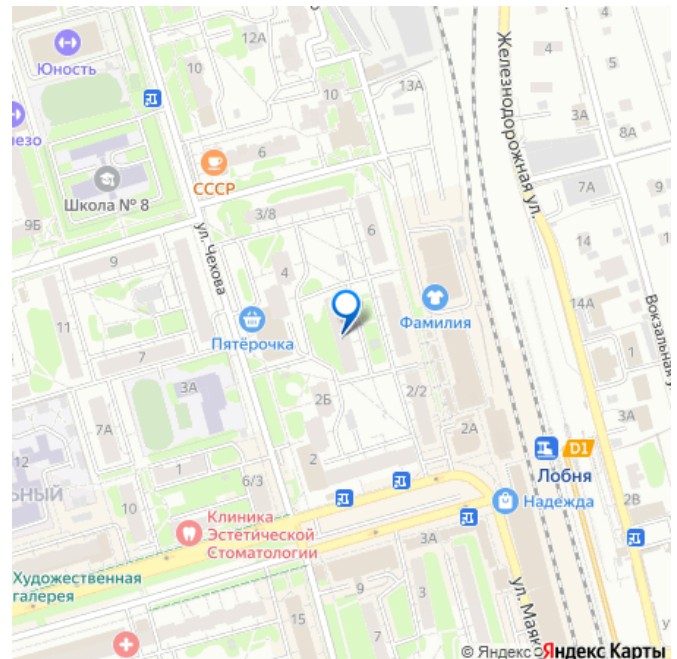 12А
4
5
Юность
10
13А
3А
8А
10
езо
6
СССР
7А
9
Школа № 8
Железнодорожная ул.
9Б
3/8
6
14
ул. Чехова
9
4
14А
11
Фамилия
Пятёрочка
Вокзальная у
1
7
3А
2/2
2Б
3А
7А
2А
12
1
2
D1
6/3
Лобня
ЬНЫЙ
10
Надежда
2В
Клиника
Эстетической
Стоматологии
3А
Художественная
галерея
ул. Маяк
15
7
9
© Яндекс
Яндекс Карты